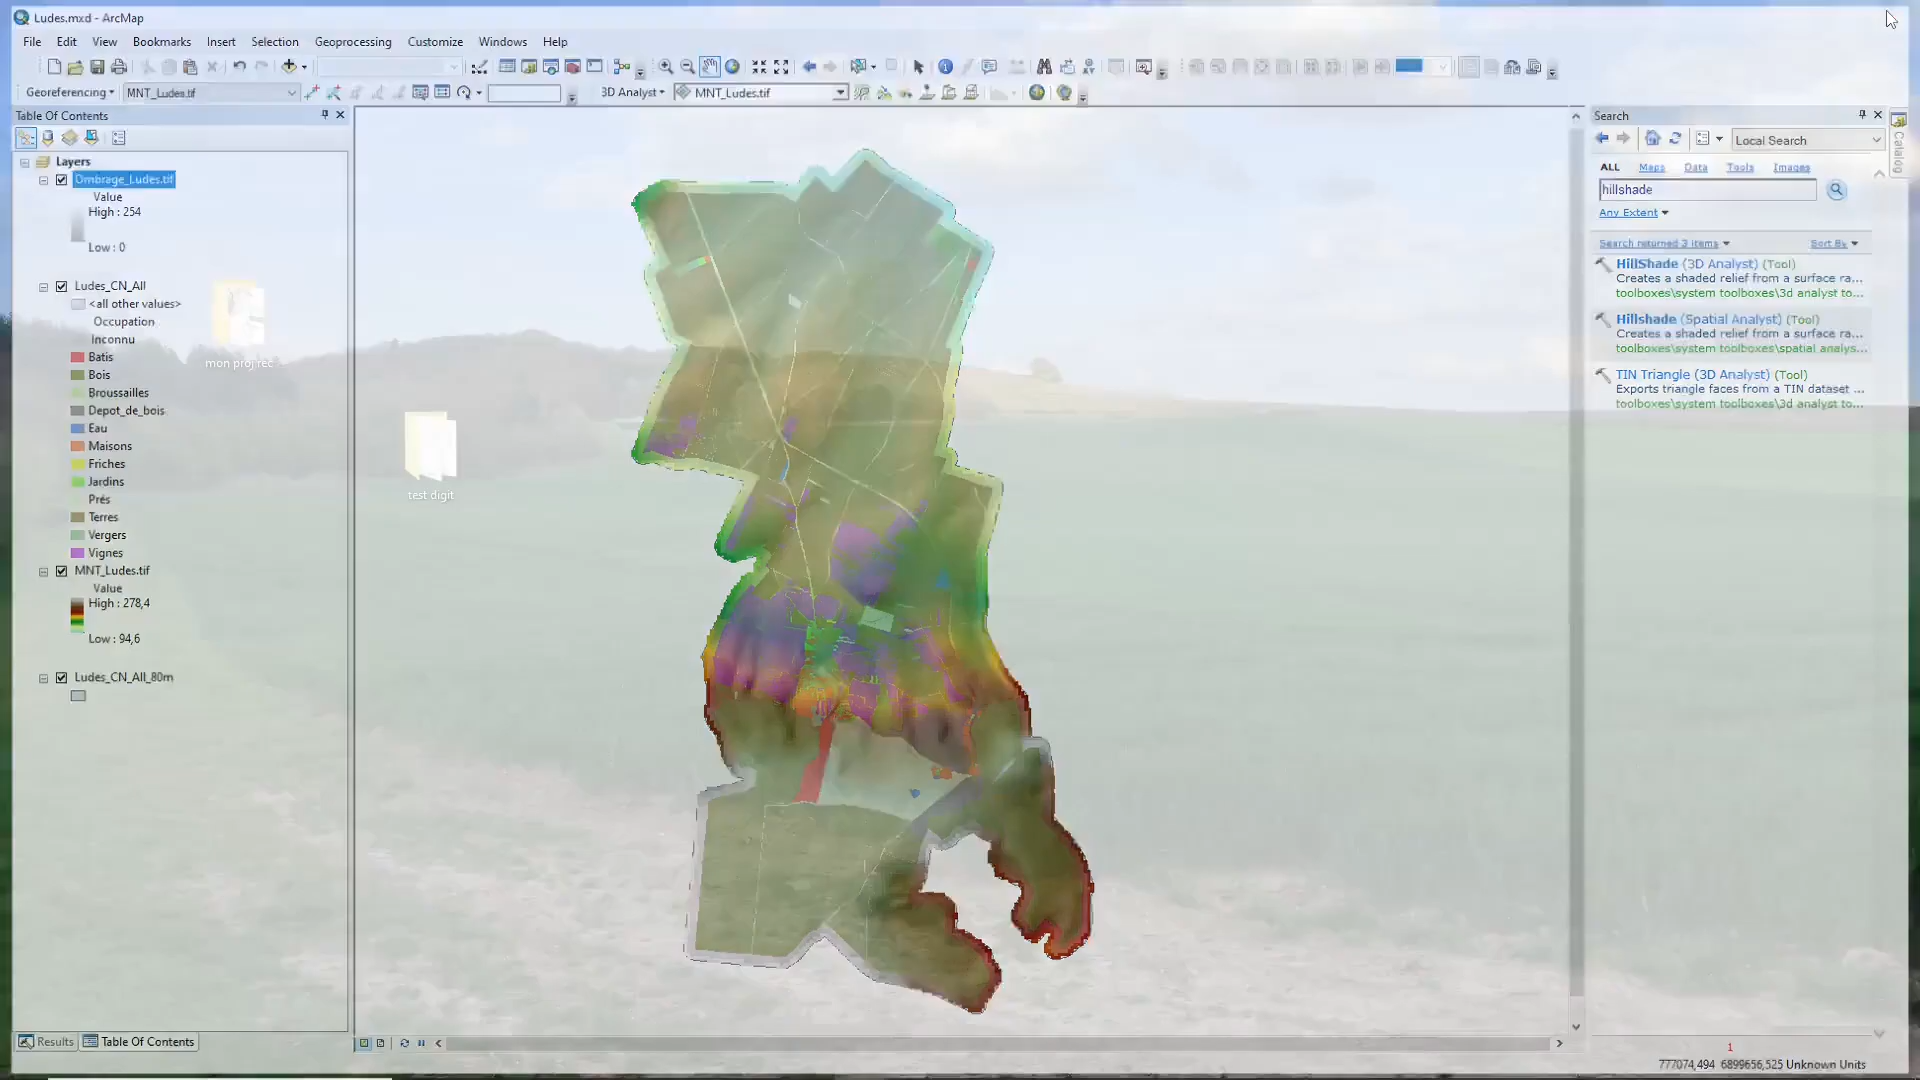 Ludes.mxd - ArcMap
File Edit View Bookmarks Insert Selection Geoprocessing Customize Windows Help
Georeferencing MNT_Ludes.tif 3D Analyst MNT_Ludes.tif
Table Of Contents
Layers
Ombrage_Ludes.tif
Value
High : 254
Low : 0
Ludes_CN_All
<all other values>
Occupation
Inconnu
Batis
Bois
Broussailles
Depot_de_bois
Eau
Maisons
Friches
Jardins
Prés
Terres
Vergers
Vignes
MNT_Ludes.tif
Value
High : 278,4
Low : 94,6
Ludes_CN_All_80m
Results Table Of Contents
mon proj rec
test digit
Search
Local Search
ALL Maps Data Tools Images
hillshade
Any Extent
Search returned 3 items Sort By
HillShade (3D Analyst) (Tool)
Creates a shaded relief from a surface ra...
toolboxes\system toolboxes\3d analyst to...
Hillshade (Spatial Analyst) (Tool)
Creates a shaded relief from a surface ra...
toolboxes\system toolboxes\spatial analys...
TIN Triangle (3D Analyst) (Tool)
Exports triangle faces from a TIN dataset ...
toolboxes\system toolboxes\3d analyst to...
Catalog
1
777074,494 6899656,525 Unknown Units